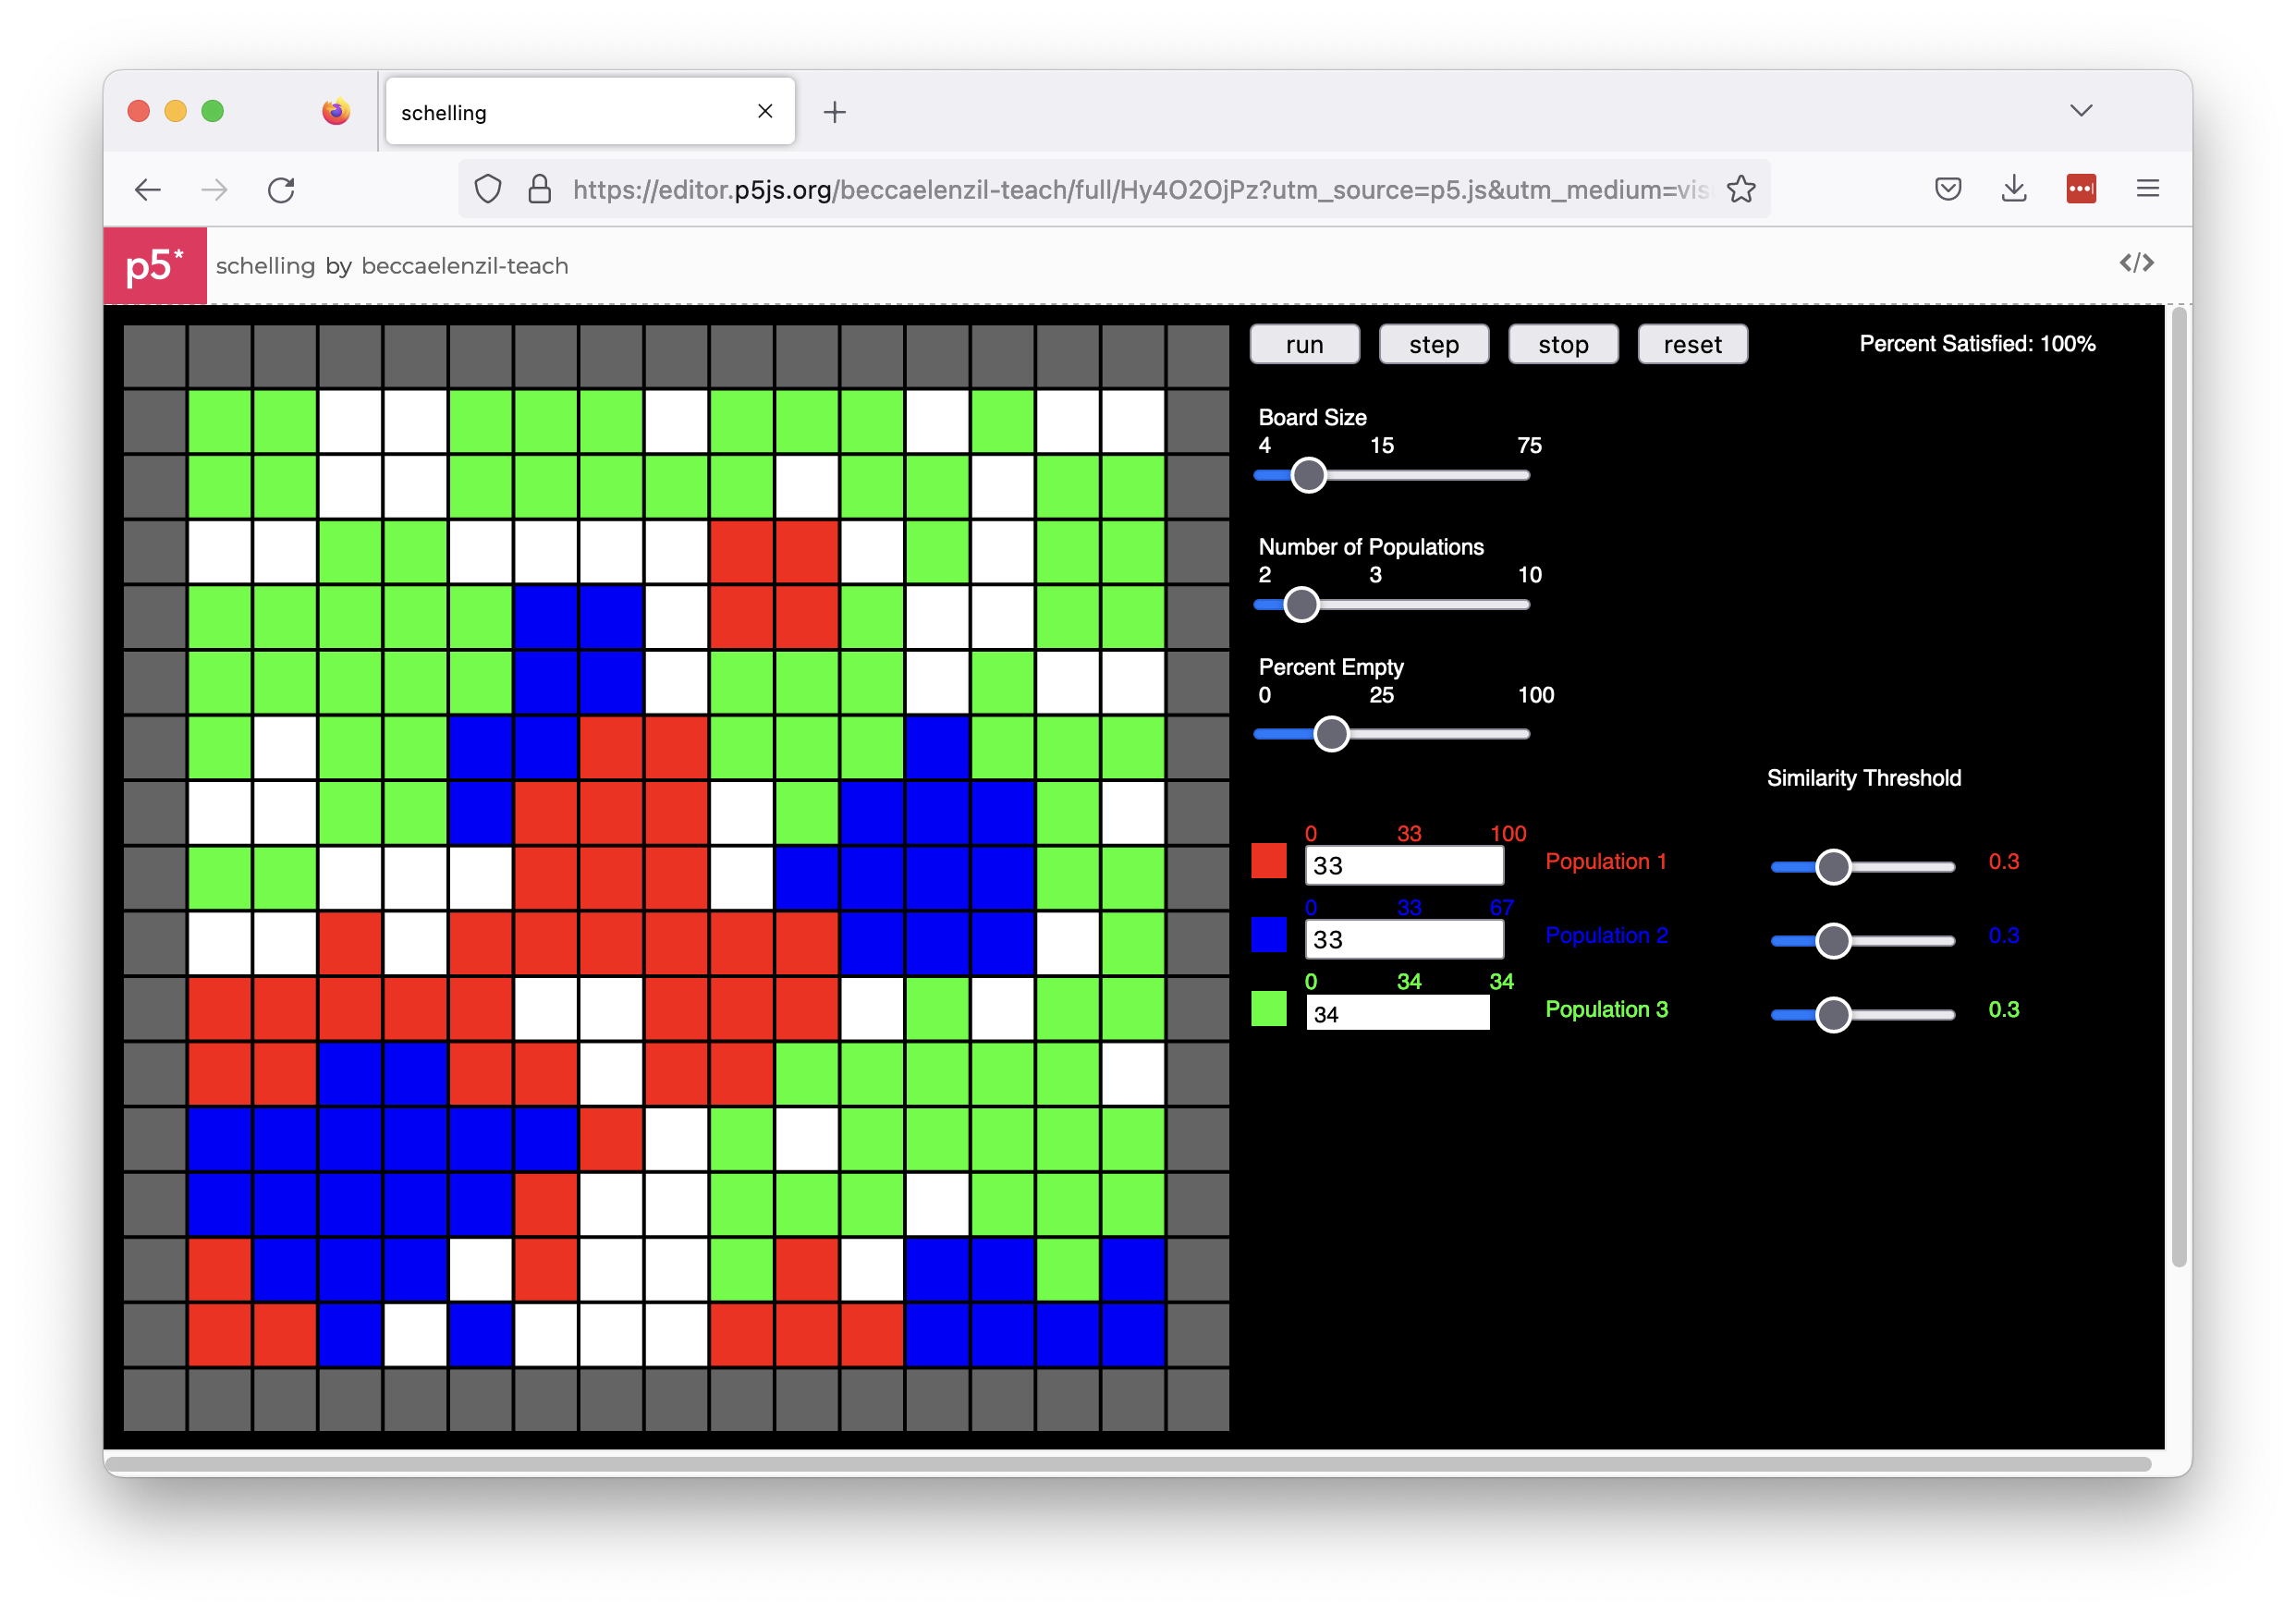 schelling
https://editor.p5js.org/beccaelenzil-teach/full/Hy4O2OjPz?utm_source=p5.js&utm_medium=vis
p5* schelling by beccaelenzil-teach </>
run step stop reset Percent Satisfied: 100%
Board Size
4 15 75
Number of Populations
2 3 10
Percent Empty
0 25 100
Similarity Threshold
0 33 100
33 Population 1 0.3
0 33 67
33 Population 2 0.3
0 34 34
34 Population 3 0.3